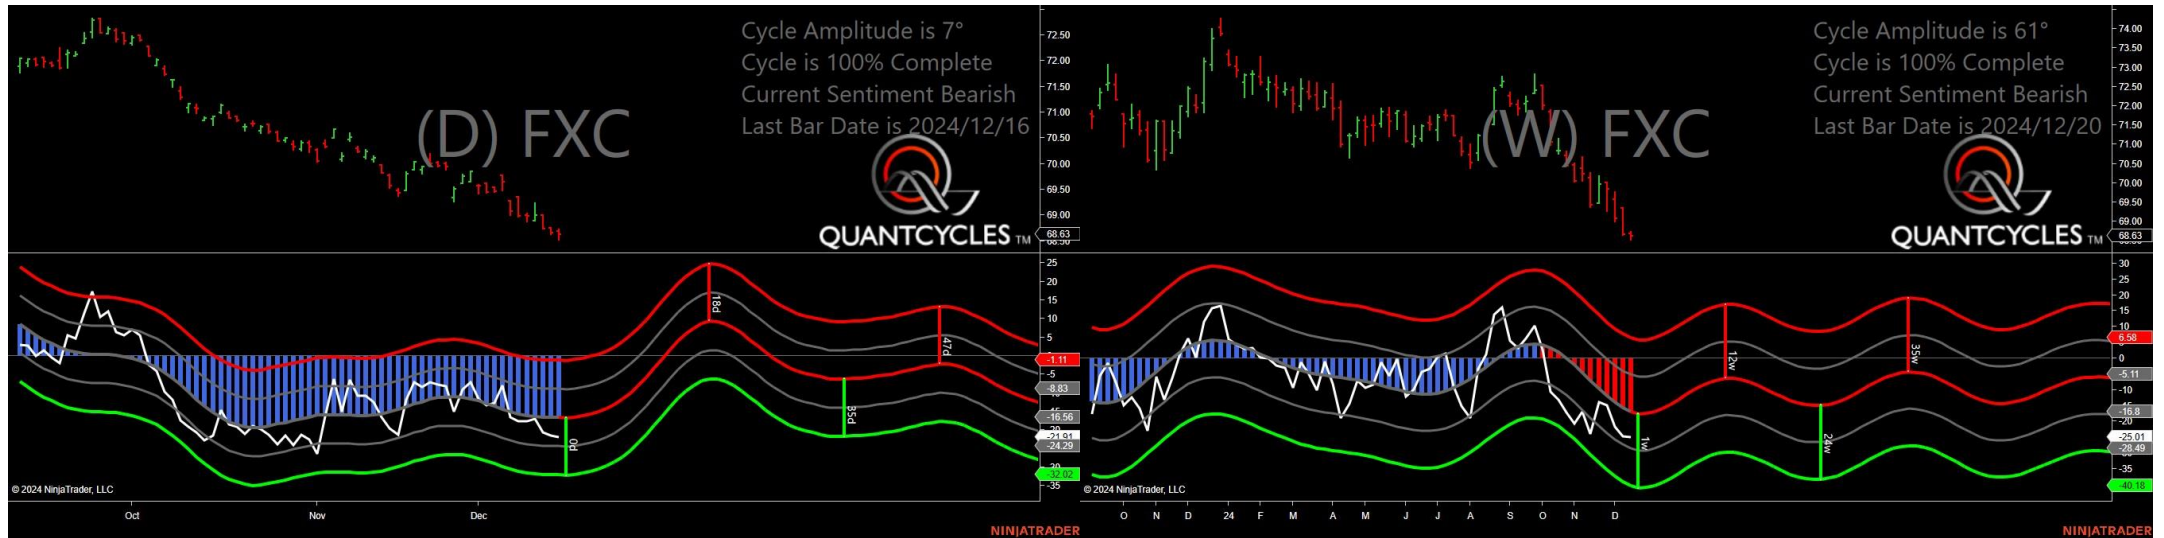 Cycle Amplitude is 7°
Cycle is 100% Complete
Current Sentiment Bearish
Last Bar Date is 2024/12/16
(D) FXC
QUANTCYCLES TM
72.50
72.00
71.50
71.00
70.50
70.00
69.50
69.00
68.63
68.50
25
20
15
10
5
-1.11
-5
-8.83
-16.56
-21.91
-24.29
-32.02
-35
18d
47d
35d
0d
© 2024 NinjaTrader, LLC
Oct
Nov
Dec
NINJATRADER
Cycle Amplitude is 61°
Cycle is 100% Complete
Current Sentiment Bearish
Last Bar Date is 2024/12/20
(W) FXC
QUANTCYCLES TM
74.00
73.50
73.00
72.50
72.00
71.50
71.00
70.50
70.00
69.50
69.00
68.63
30
25
20
15
10
6.58
0
-5.11
-10
-16.8
-25.01
-28.49
-35
-40.18
12w
35w
24w
1w
© 2024 NinjaTrader, LLC
O
N
D
24
F
M
A
M
J
J
A
S
O
N
D
NINJATRADER